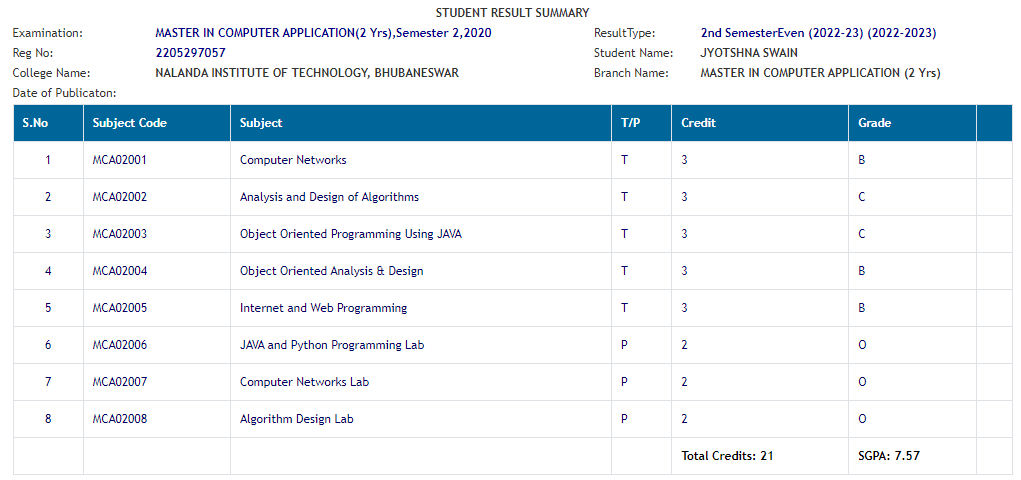 STUDENT RESULT SUMMARY
Examination: MASTER IN COMPUTER APPLICATION(2 Yrs),Semester 2,2020 ResultType: 2nd SemesterEven (2022-23) (2022-2023)
Reg No: 2205297057 Student Name: JYOTSHNA SWAIN
College Name: NALANDA INSTITUTE OF TECHNOLOGY, BHUBANESWAR Branch Name: MASTER IN COMPUTER APPLICATION (2 Yrs)
Date of Publicaton:
S.No Subject Code Subject T/P Credit Grade
1 MCA02001 Computer Networks T 3 B
2 MCA02002 Analysis and Design of Algorithms T 3 C
3 MCA02003 Object Oriented Programming Using JAVA T 3 C
4 MCA02004 Object Oriented Analysis & Design T 3 B
5 MCA02005 Internet and Web Programming T 3 B
6 MCA02006 JAVA and Python Programming Lab P 2 O
7 MCA02007 Computer Networks Lab P 2 O
8 MCA02008 Algorithm Design Lab P 2 O
Total Credits: 21 SGPA: 7.57